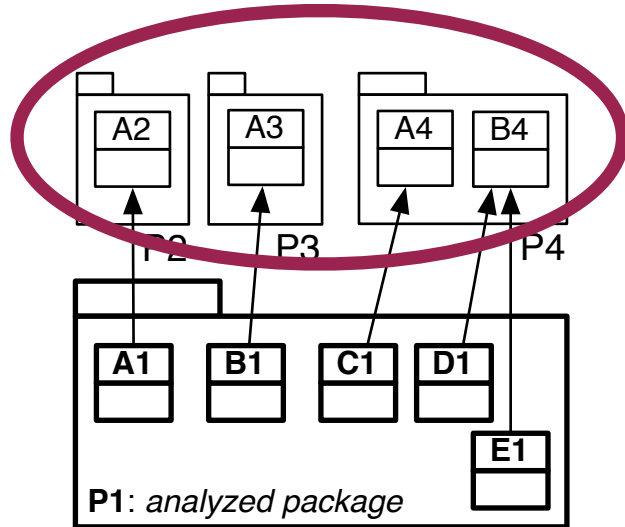 A2 A3 A4 B4
P2 P3 P4
A1 B1 C1 D1
E1
P1: analyzed package